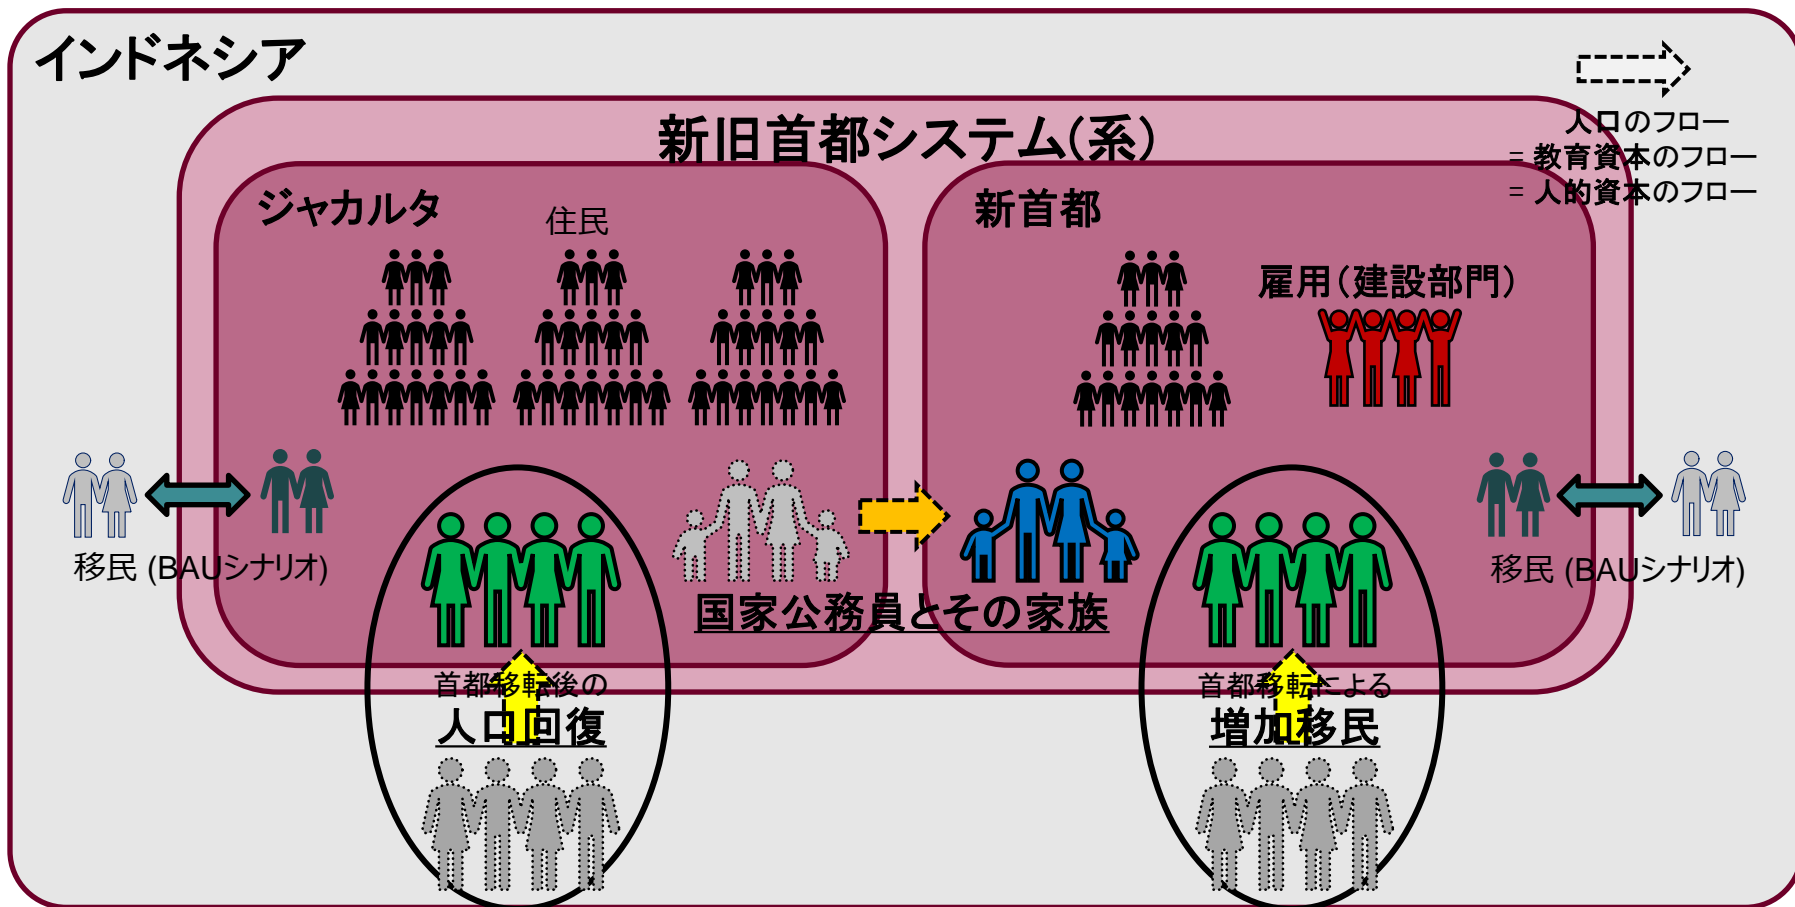 インドネシア
人口のフロー
= 教育資本のフロー
= 人的資本のフロー
新旧首都システム(系)
ジャカルタ
住民
新首都
雇用(建設部門)
移民 (BAUシナリオ)
移民 (BAUシナリオ)
国家公務員とその家族
首都移転後の
人口回復
首都移転による
増加移民